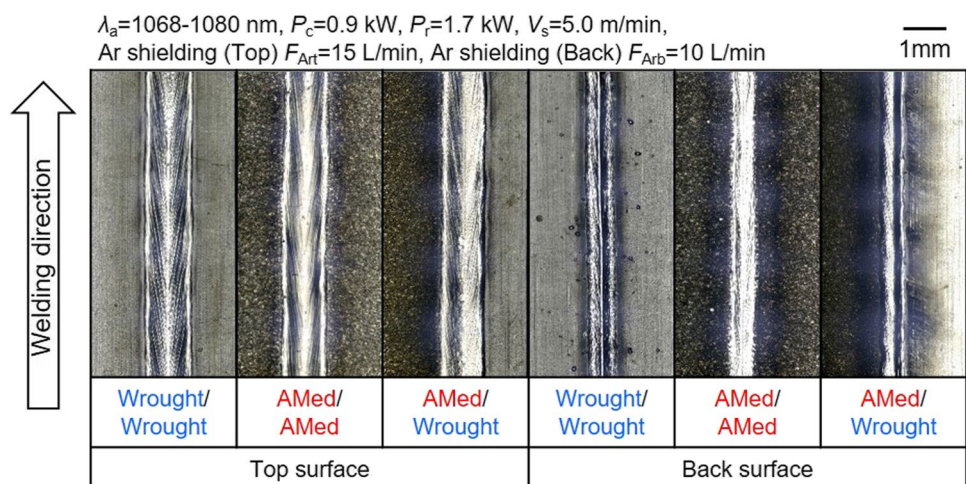 λa=1068-1080 nm, Pc=0.9 kW, Pr=1.7 kW, Vs=5.0 m/min,
Ar shielding (Top) FArt=15 L/min, Ar shielding (Back) FArb=10 L/min
1mm
Welding direction
Wrought/
Wrought
AMed/
AMed
AMed/
Wrought
Wrought/
Wrought
AMed/
AMed
AMed/
Wrought
Top surface
Back surface